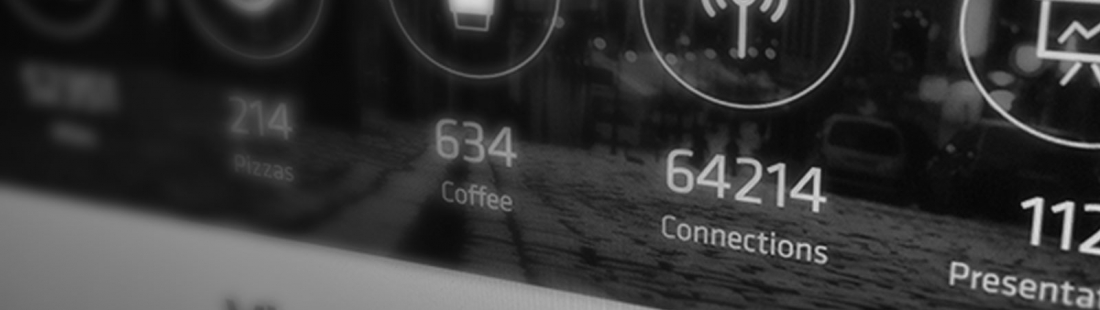 214
Pizzas
634
Coffee
64214
Connections
112
Presentat